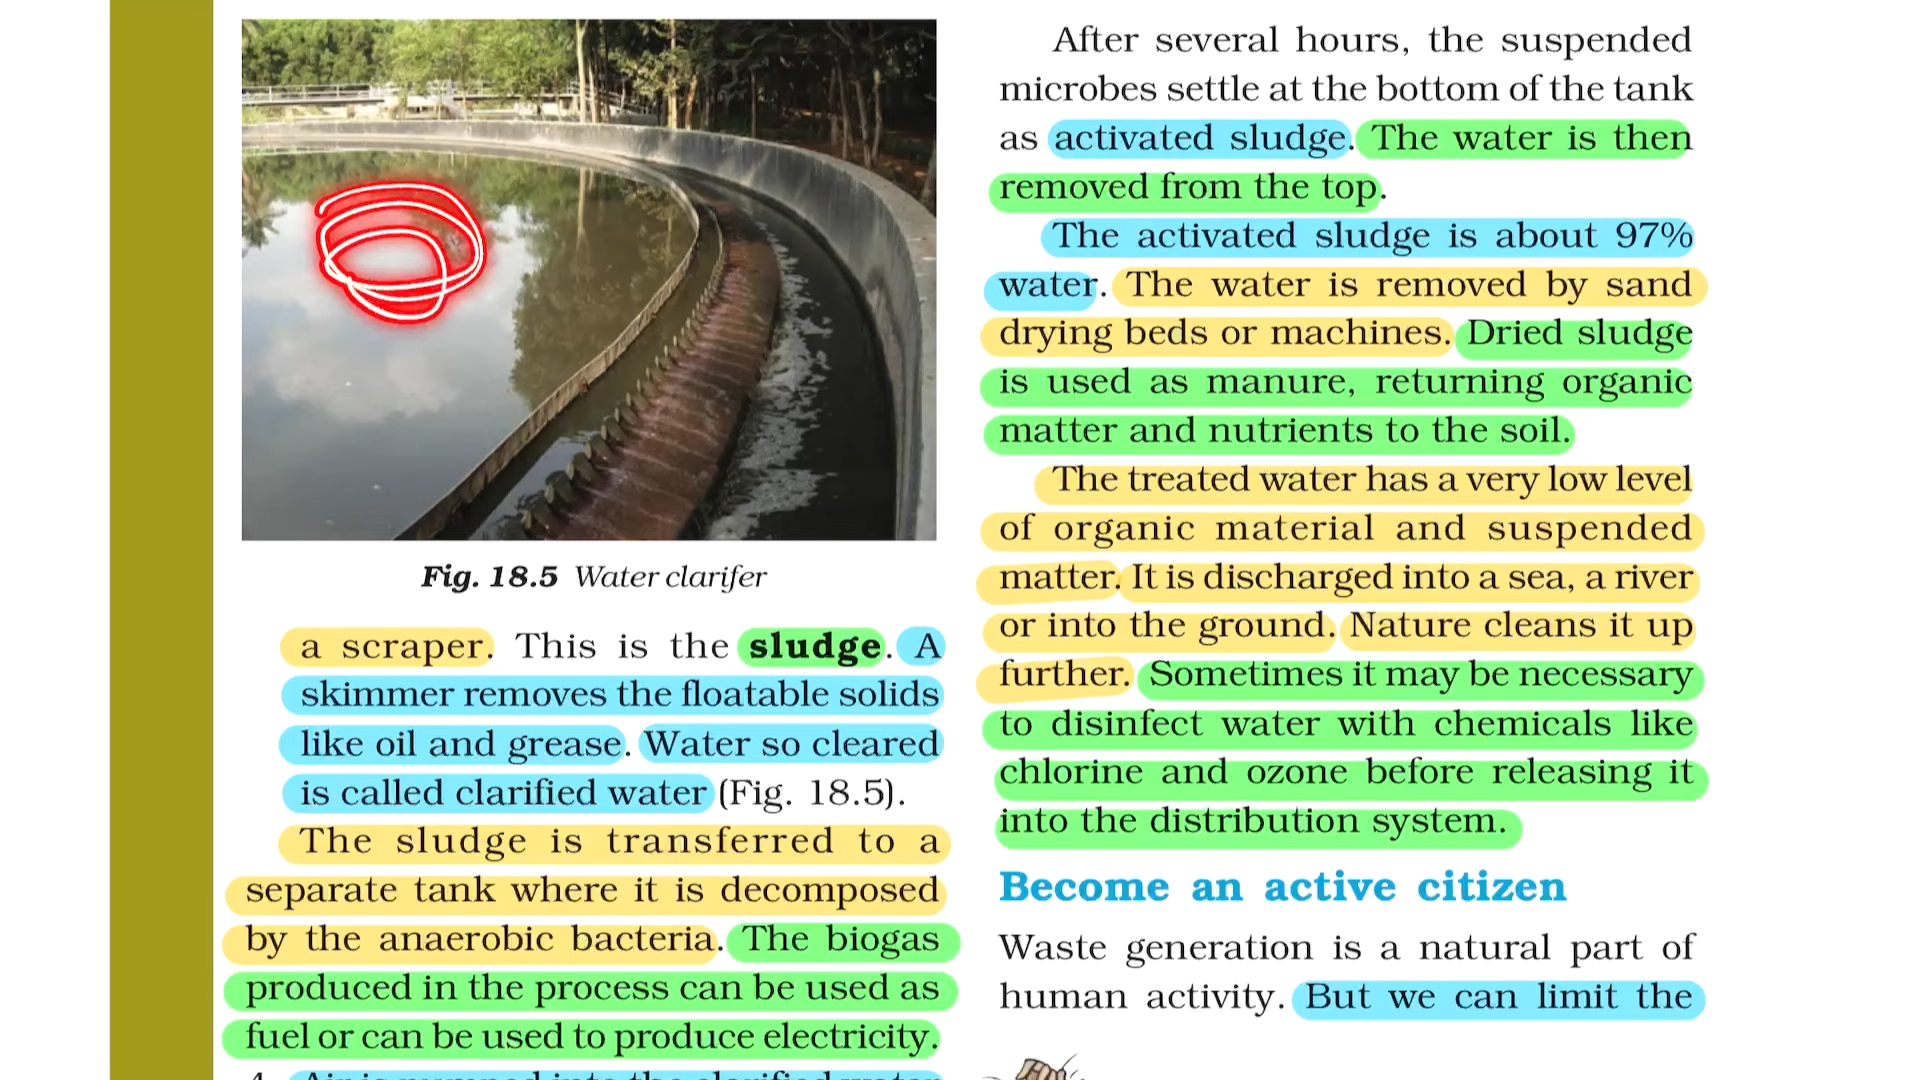 Fig. 18.5 Water clarifer
a scraper. This is the sludge. A
skimmer removes the floatable solids
like oil and grease. Water so cleared
is called clarified water (Fig. 18.5).
The sludge is transferred to a
separate tank where it is decomposed
by the anaerobic bacteria. The biogas
produced in the process can be used as
fuel or can be used to produce electricity.
4. Air is pumped into the clarified water
After several hours, the suspended
microbes settle at the bottom of the tank
as activated sludge. The water is then
removed from the top.
The activated sludge is about 97%
water. The water is removed by sand
drying beds or machines. Dried sludge
is used as manure, returning organic
matter and nutrients to the soil.
The treated water has a very low level
of organic material and suspended
matter. It is discharged into a sea, a river
or into the ground. Nature cleans it up
further. Sometimes it may be necessary
to disinfect water with chemicals like
chlorine and ozone before releasing it
into the distribution system.
Become an active citizen
Waste generation is a natural part of
human activity. But we can limit the